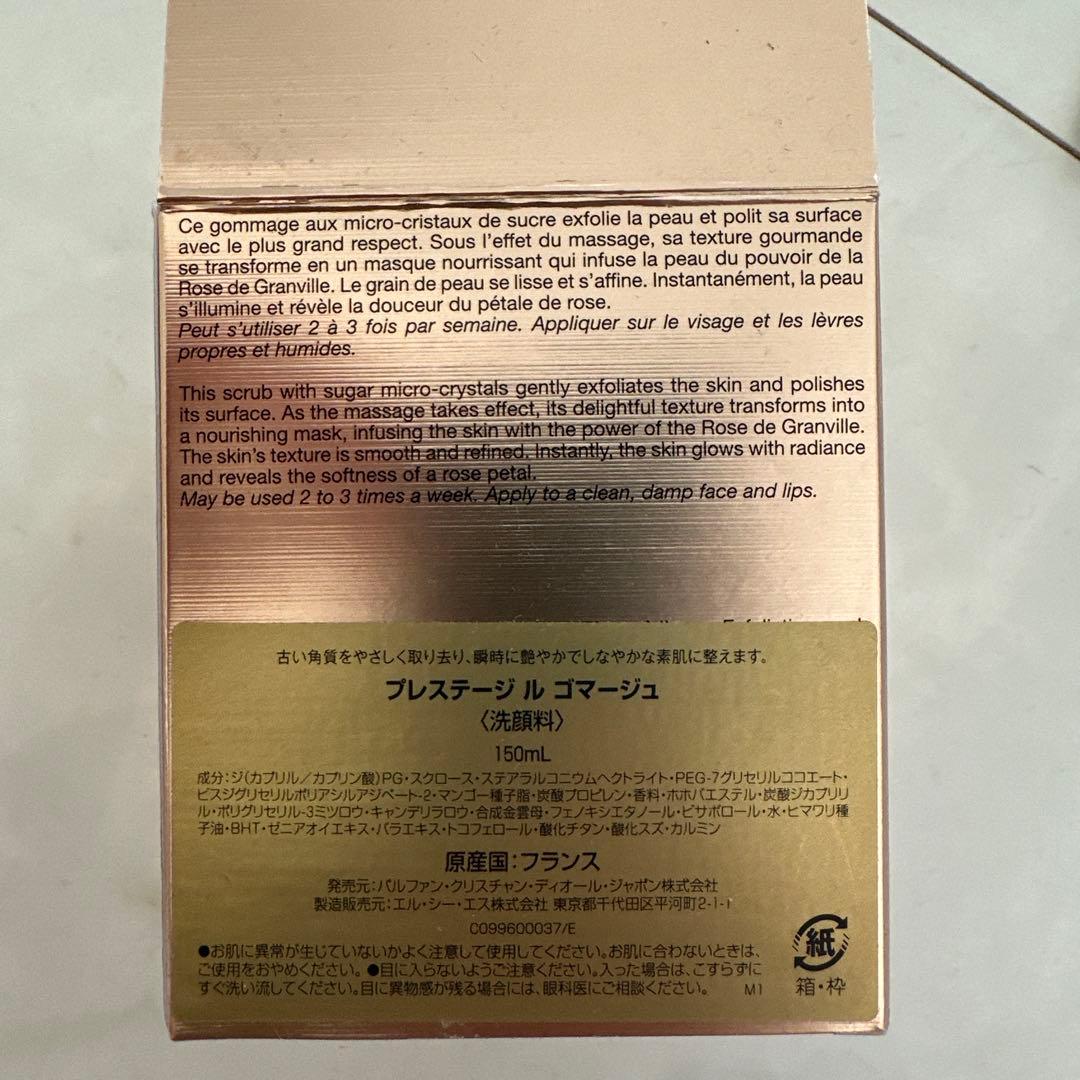 Ce gommage aux micro-cristaux de sucre exfolie la peau et polit sa surface
avec le plus grand respect. Sous l'effet du massage, sa texture gourmande
se transforme en un masque nourrissant qui infuse la peau du pouvoir de la
Rose de Granville. Le grain de peau se lisse et s'affine. Instantanément, la peau
s'illumine et révèle la douceur du pétale de rose.
Peut s'utiliser 2 à 3 fois par semaine. Appliquer sur le visage et les lèvres
propres et humides.
This scrub with sugar micro-crystals gently exfoliates the skin and polishes
its surface. As the massage takes effect, its delightful texture transforms into
a nourishing mask, infusing the skin with the power of the Rose de Granville.
The skin's texture is smooth and refined. Instantly, the skin glows with radiance
and reveals the softness of a rose petal.
May be used 2 to 3 times a week. Apply to a clean, damp face and lips.
古い角質をやさしく取り去り、瞬時に艶やかでしなやかな素肌に整えます。
プレステージ ル ゴマージュ
〈洗顔料〉
150mL
成分：ジ（カプリル／カプリン酸）PG・スクロース・ステアラルコニウムヘクトライト・PEG-7グリセリルココエート・
ビスジグリセリルポリアシルアジペート-2・マンゴー種子脂・炭酸プロピレン・香料・ホホバエステル・炭酸ジカプリリ
ル・ポリグリセリル-3ミツロウ・キャンデリラロウ・合成金雲母・フェノキシエタノール・ビサボロール・水・ヒマワリ種
子油・BHT・ゼニアオイエキス・バラエキス・トコフェロール・酸化チタン・酸化スズ・カルミン
原産国：フランス
発売元：パルファン・クリスチャン・ディオール・ジャポン株式会社
製造販売元：エル・シー・エス株式会社 東京都千代田区平河町2-1-1
C099600037/E
●お肌に異常が生じていないかよく注意して使用してください。お肌に合わないときは、
ご使用をおやめください。●目に入らないようご注意ください。入った場合は、こすらずに
すぐ洗い流してください。目に異物感が残る場合には、眼科医にご相談ください。 M1
紙
箱・枠